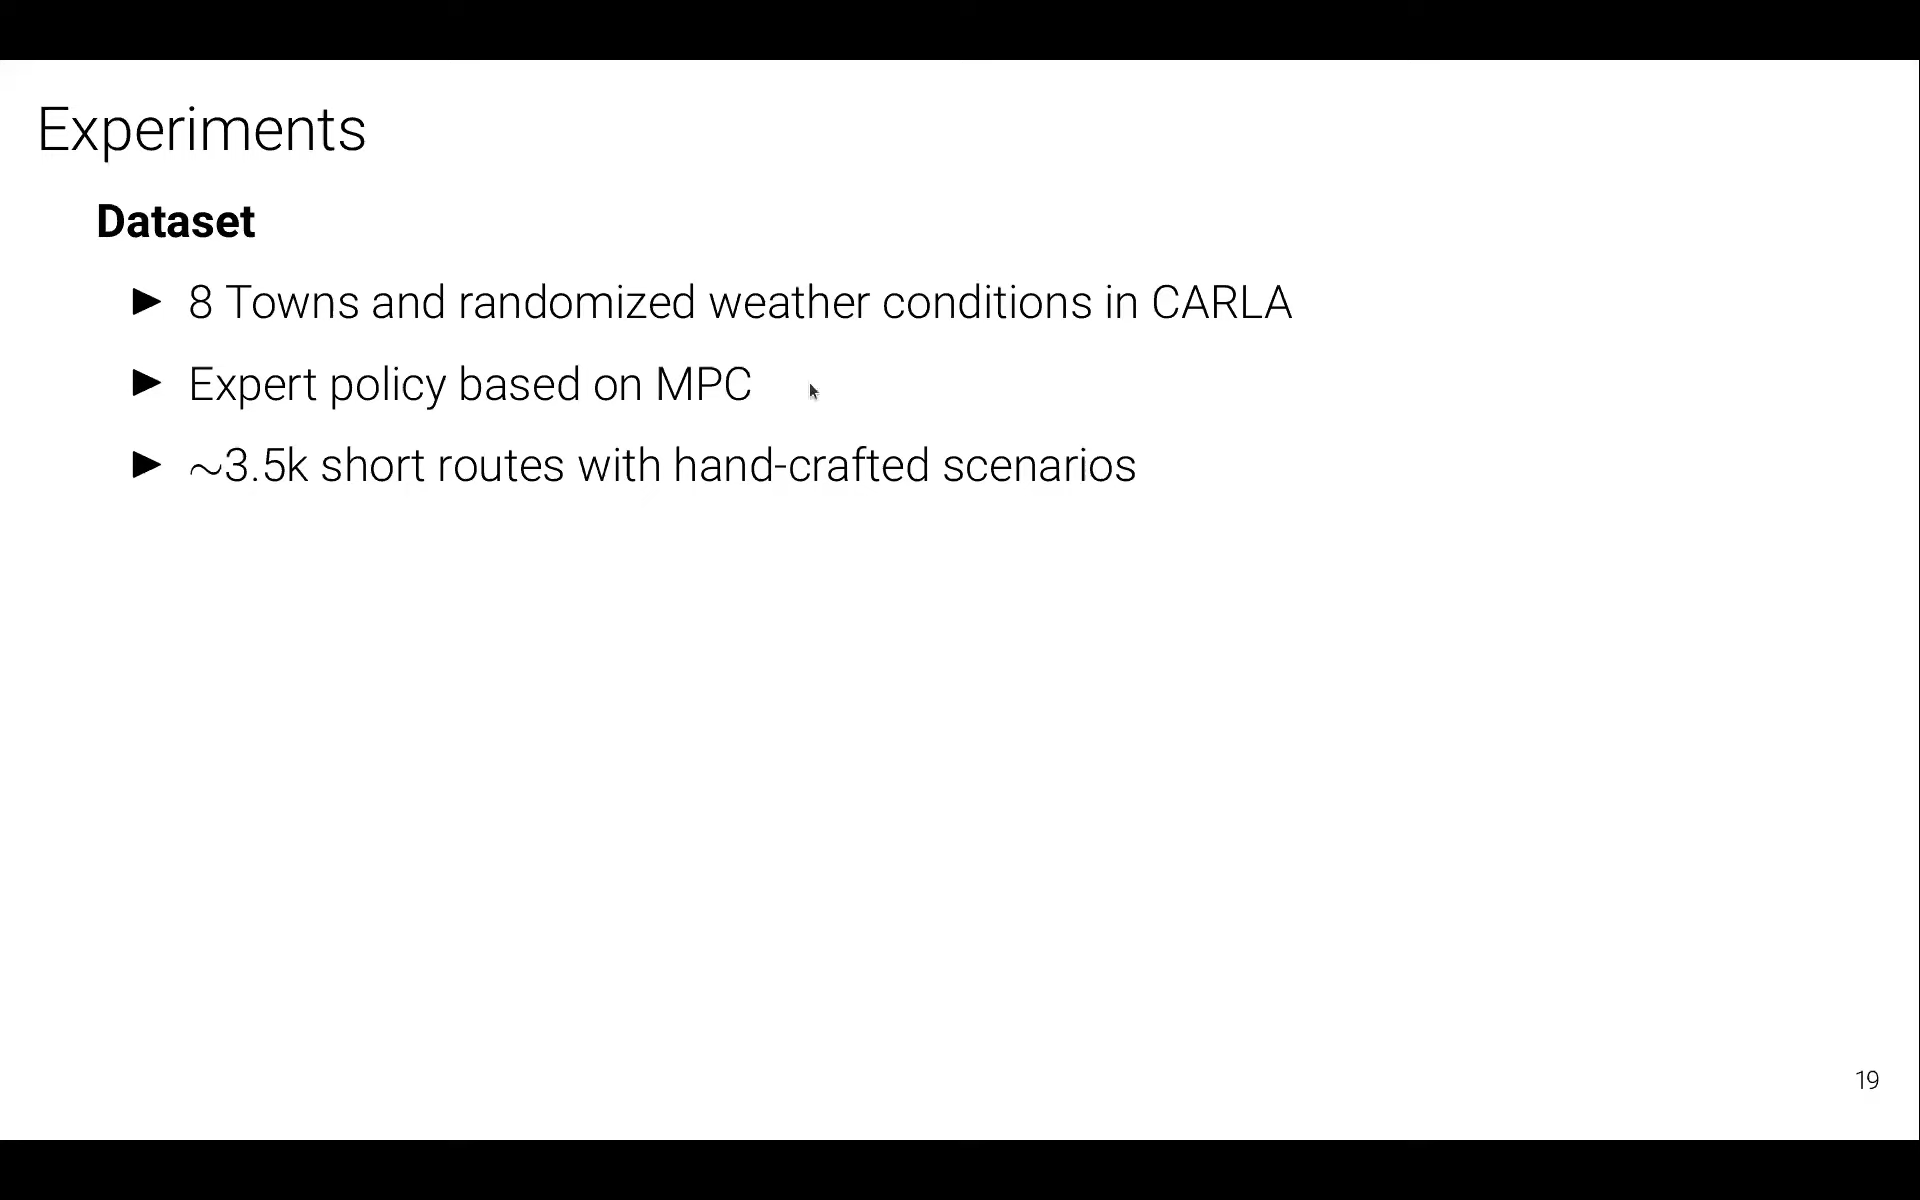 Experiments
Dataset
▶ 8 Towns and randomized weather conditions in CARLA
▶ Expert policy based on MPC
▶ ~3.5k short routes with hand-crafted scenarios
19